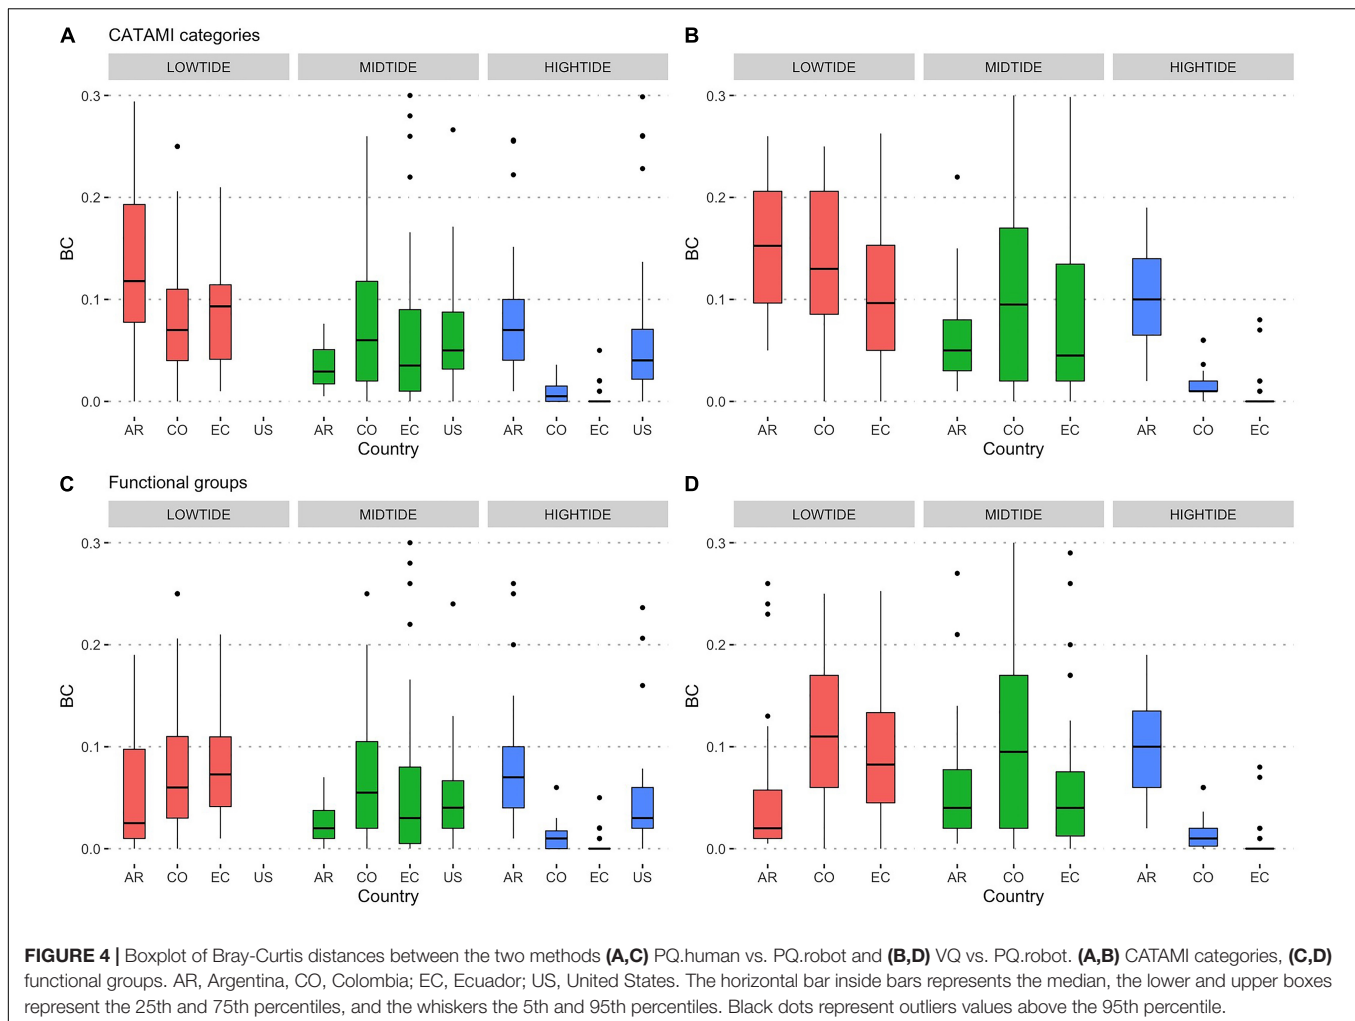 A CATAMI categories B
LOWTIDE MIDTIDE HIGHTIDE LOWTIDE MIDTIDE HIGHTIDE
0.3 0.3
0.2 0.2
BC BC
0.1 0.1
0.0 0.0
AR CO EC US AR CO EC US AR CO EC US AR CO EC AR CO EC AR CO EC
Country Country
C Functional groups D
LOWTIDE MIDTIDE HIGHTIDE LOWTIDE MIDTIDE HIGHTIDE
0.3 0.3
0.2 0.2
BC BC
0.1 0.1
0.0 0.0
AR CO EC US AR CO EC US AR CO EC US AR CO EC AR CO EC AR CO EC
Country Country
FIGURE 4 | Boxplot of Bray-Curtis distances between the two methods (A,C) PQ.human vs. PQ.robot and (B,D) VQ vs. PQ.robot. (A,B) CATAMI categories, (C,D)
functional groups. AR, Argentina, CO, Colombia; EC, Ecuador; US, United States. The horizontal bar inside bars represents the median, the lower and upper boxes
represent the 25th and 75th percentiles, and the whiskers the 5th and 95th percentiles. Black dots represent outliers values above the 95th percentile.